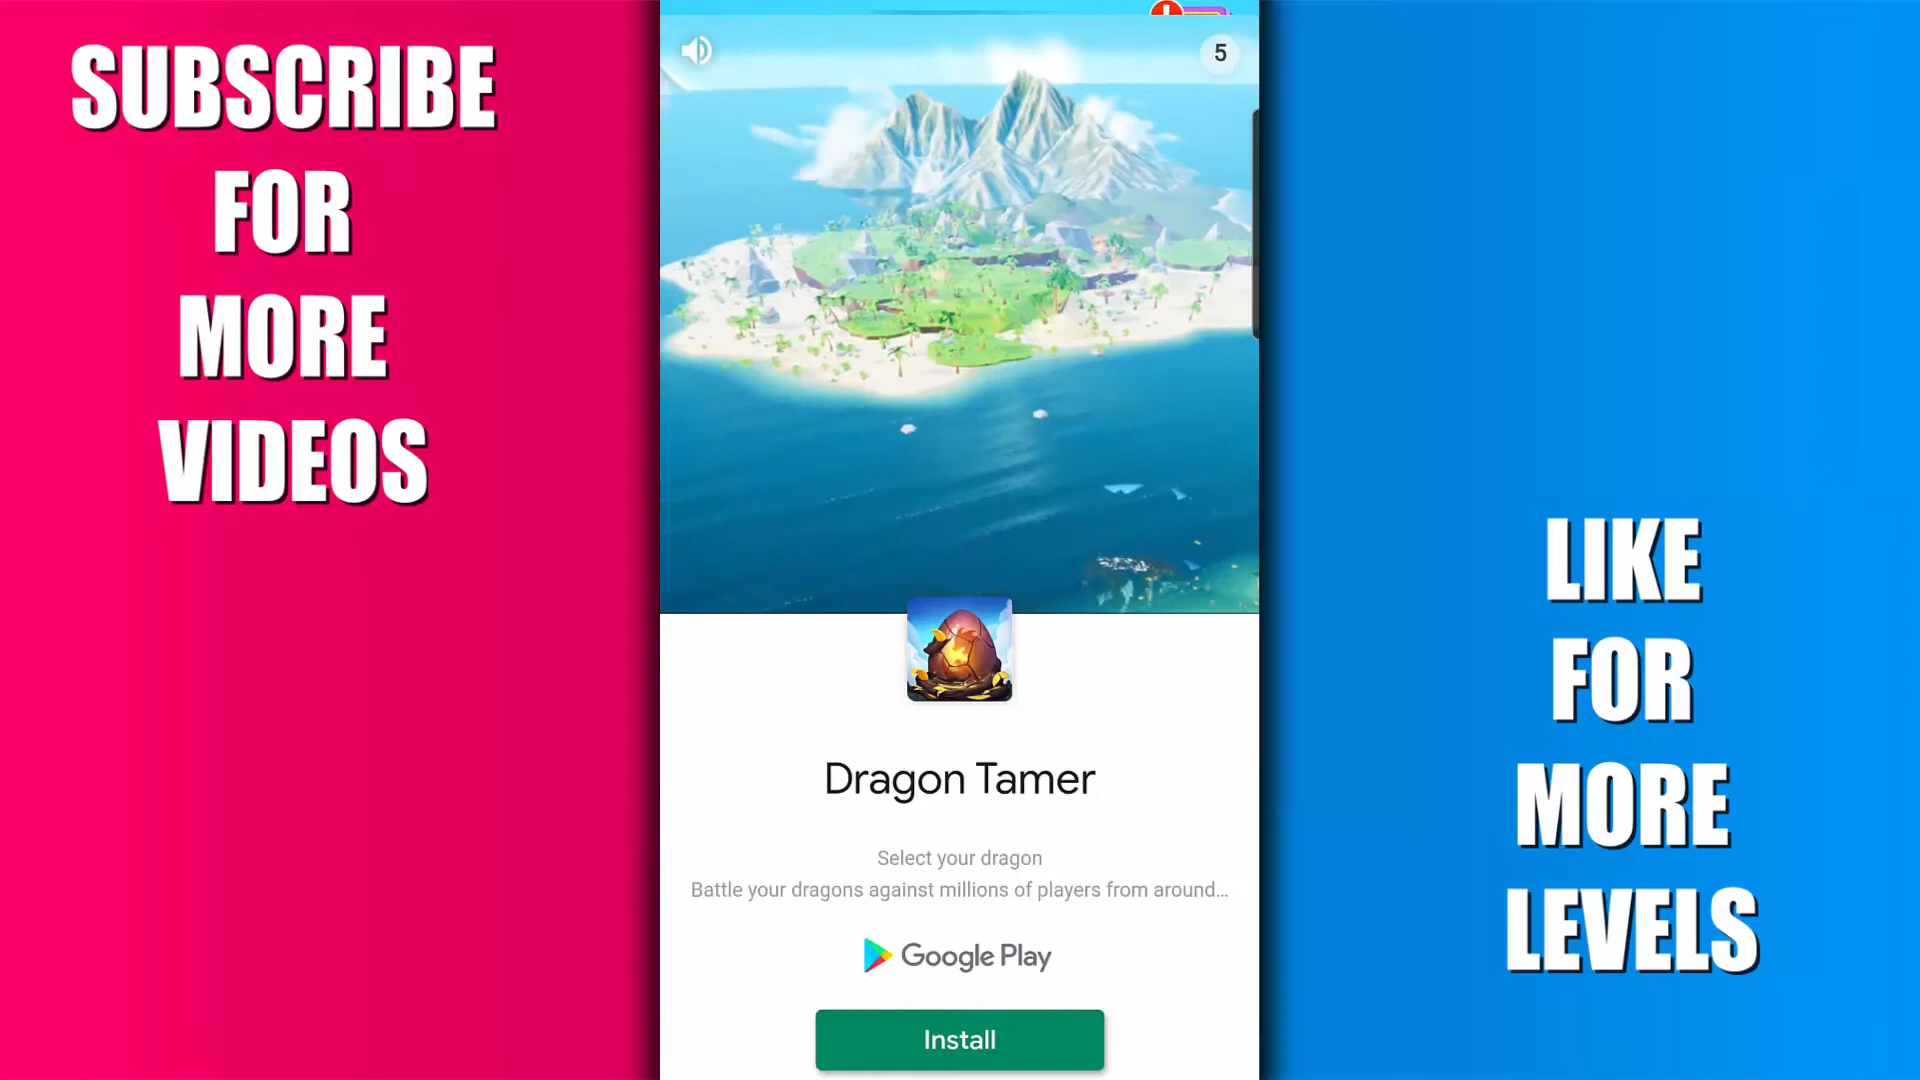 SUBSCRIBE
FOR
MORE
VIDEOS
5
Dragon Tamer
Select your dragon
Battle your dragons against millions of players from around...
Google Play
Install
LIKE
FOR
MORE
LEVELS